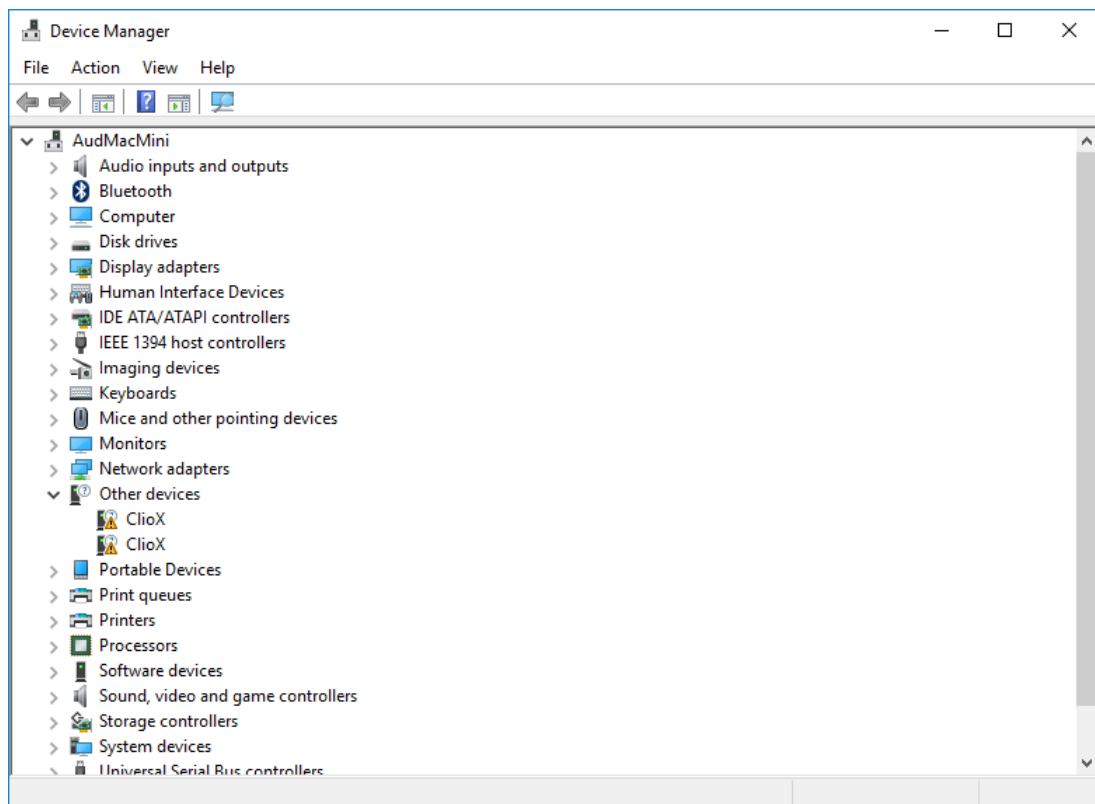 Device Manager
File Action View Help
AudMacMini
Audio inputs and outputs
Bluetooth
Computer
Disk drives
Display adapters
Human Interface Devices
IDE ATA/ATAPI controllers
IEEE 1394 host controllers
Imaging devices
Keyboards
Mice and other pointing devices
Monitors
Network adapters
Other devices
ClioX
ClioX
Portable Devices
Print queues
Printers
Processors
Software devices
Sound, video and game controllers
Storage controllers
System devices
Universal Serial Bus controllers